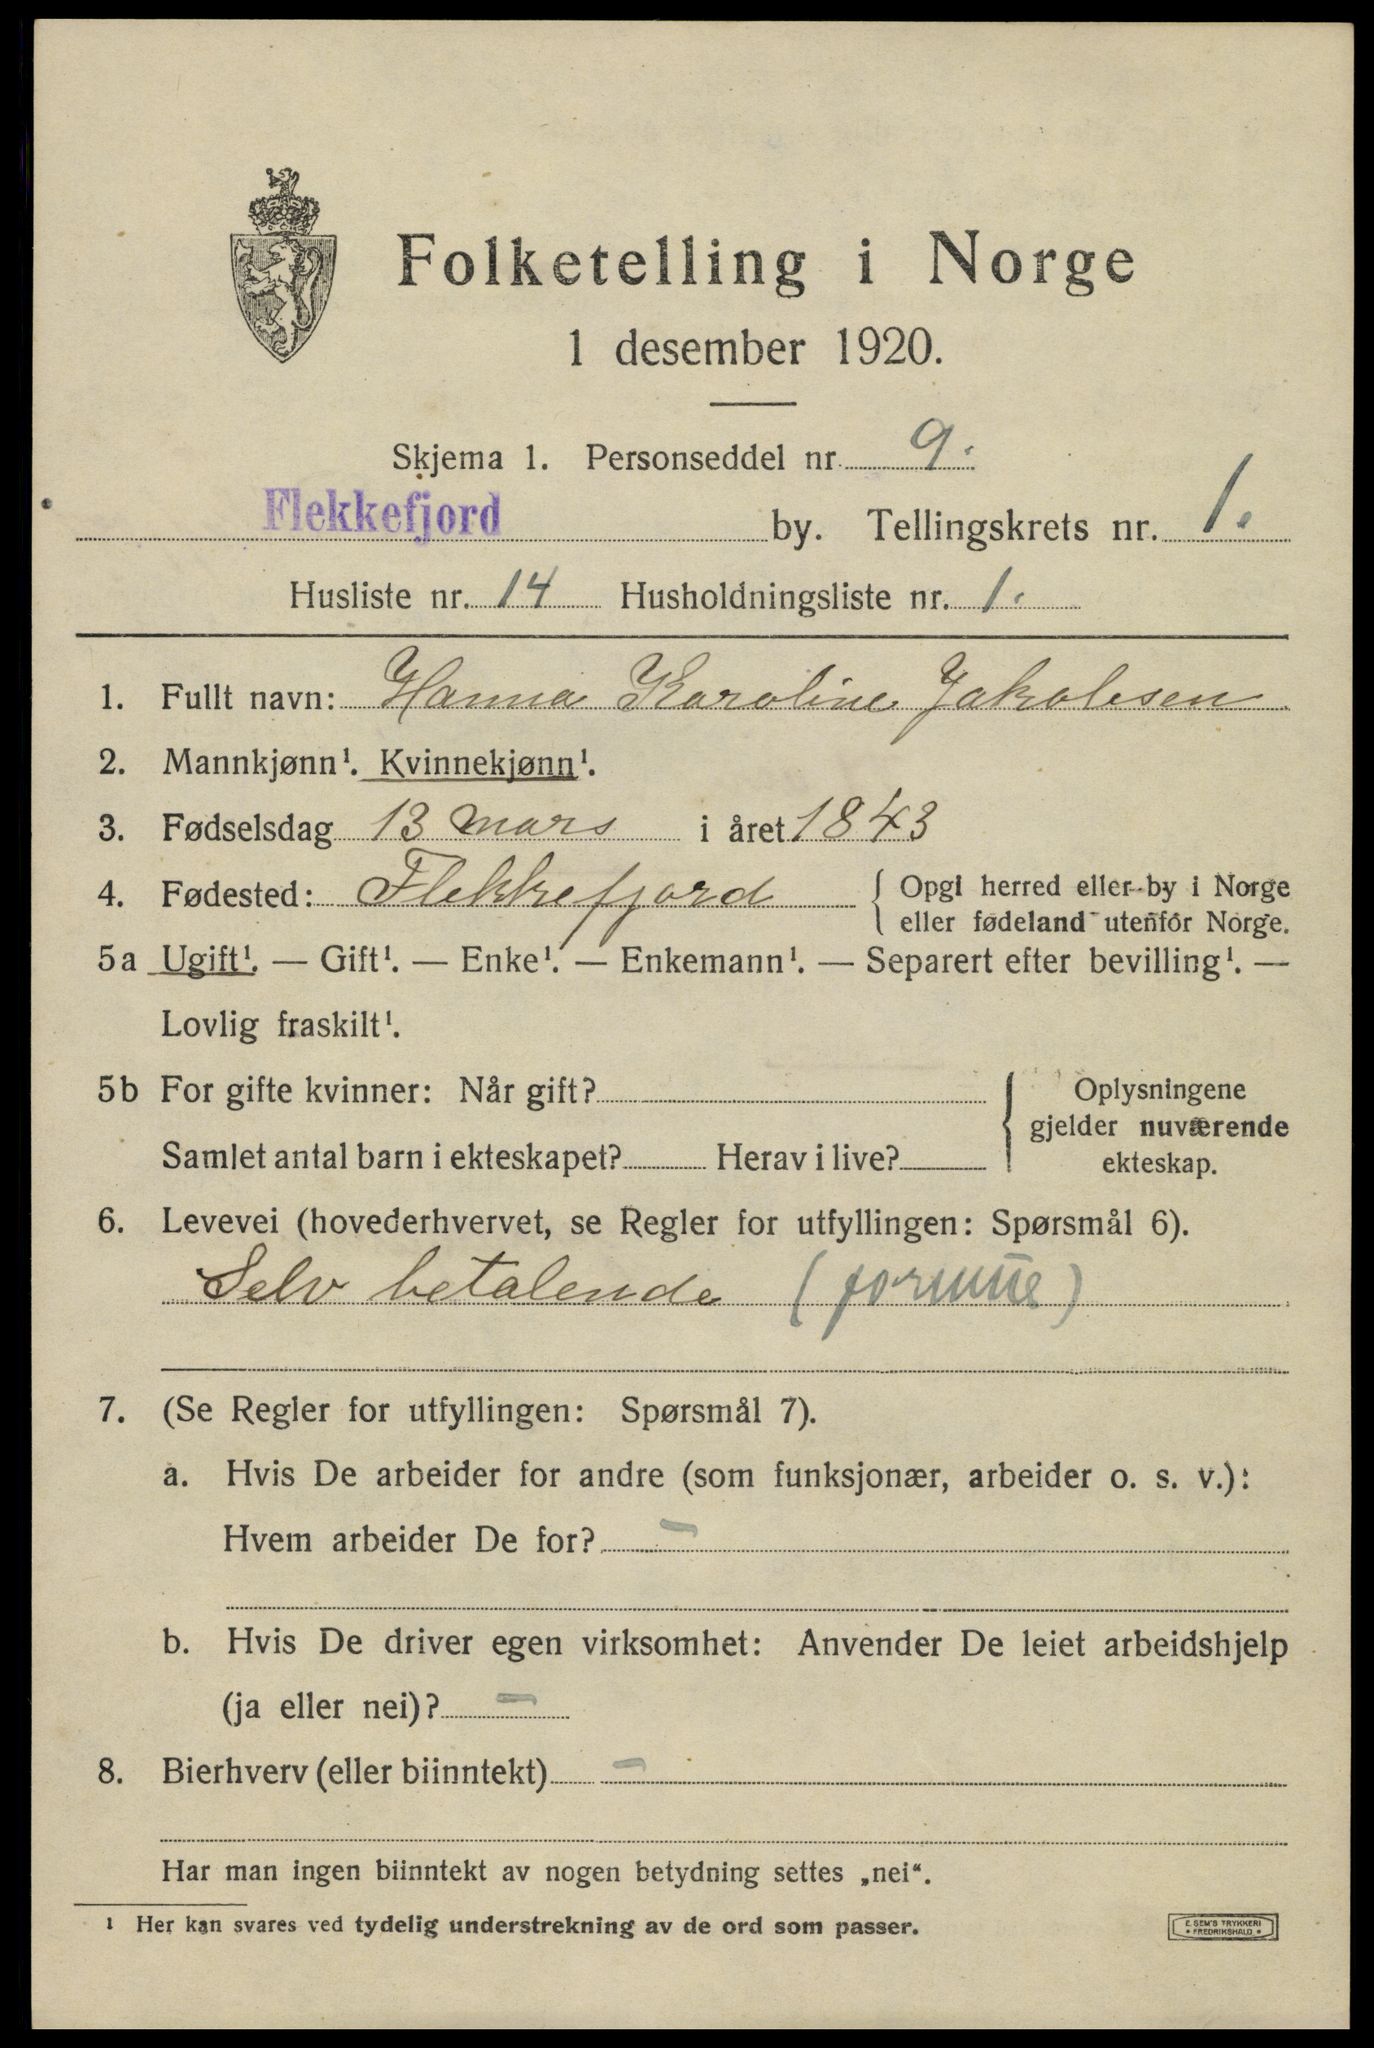 Folketelling i Norge
1 desember 1920.
Skjema 1. Personseddel nr. 9.
Flekkefjord by. Tellingskrets nr. 1.
Husliste nr. 14 Husholdningsliste nr. 1.
1. Fullt navn: Hanna Karoline Jakobsen
2. Mannkjønn¹. Kvinnekjønn¹.
3. Fødselsdag 13 mars i året 1843
4. Fødested: Flekkefjord { Opgi herred eller by i Norge
eller fødeland utenfor Norge.
5a Ugift¹. — Gift¹. — Enke¹. — Enkemann¹. — Separert efter bevilling¹. —
Lovlig fraskilt¹.
5b For gifte kvinner: Når gift? { Oplysningene
gjelder nuværende
Samlet antal barn i ekteskapet? Herav i live? ekteskap.
6. Levevei (hovederhvervet, se Regler for utfyllingen: Spørsmål 6).
Selv betalende (formue)
7. (Se Regler for utfyllingen: Spørsmål 7).
a. Hvis De arbeider for andre (som funksjonær, arbeider o. s. v.):
Hvem arbeider De for? –
b. Hvis De driver egen virksomhet: Anvender De leiet arbeidshjelp
(ja eller nei)? –
8. Bierhverv (eller biinntekt) –
Har man ingen biinntekt av nogen betydning settes „nei“.
1 Her kan svares ved tydelig understrekning av de ord som passer.
E. SEM'S TRYKKERI
* FREDRIKSHALD *